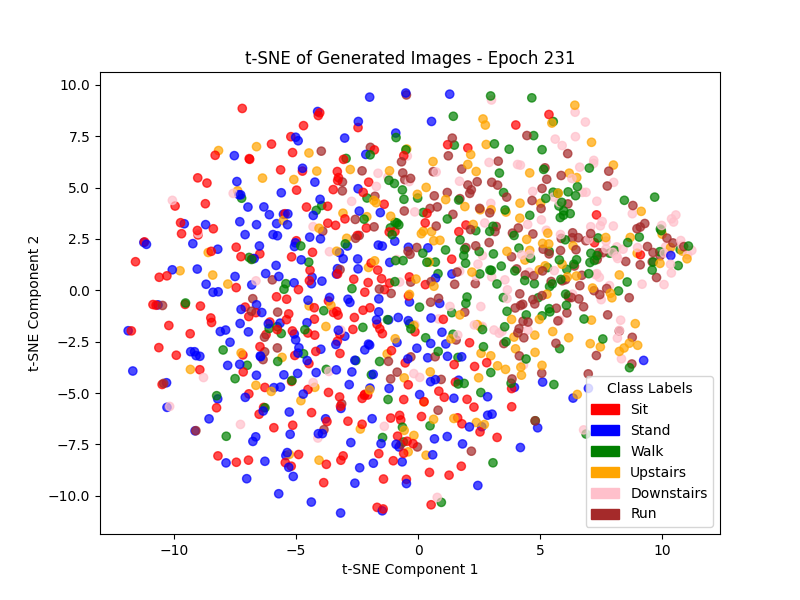 t-SNE of Generated Images - Epoch 231
10.0
7.5
5.0
2.5
0.0
−2.5
−5.0
−7.5
−10.0
t-SNE Component 2
−10
−5
0
5
10
t-SNE Component 1
Class Labels
Sit
Stand
Walk
Upstairs
Downstairs
Run